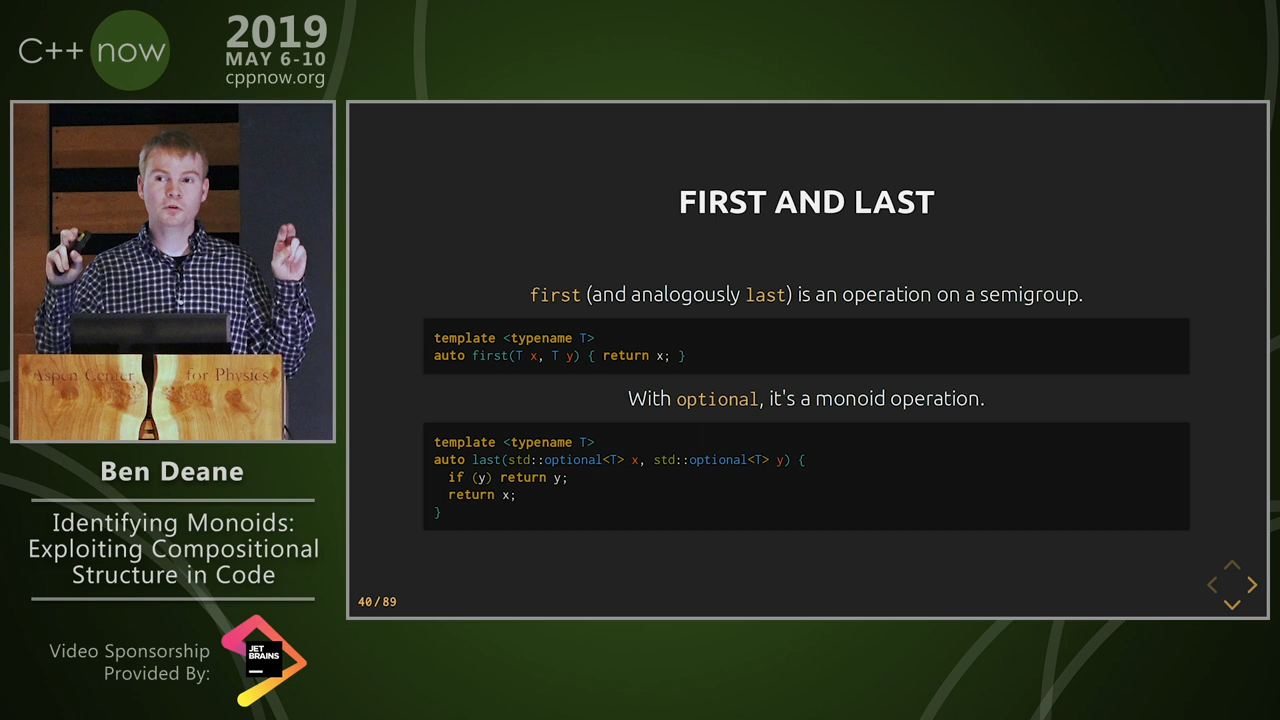 C++ now
2019
MAY 6-10
cppnow.org
Aspen Center for Physics
Ben Deane
Identifying Monoids:
Exploiting Compositional
Structure in Code
Video Sponsorship
Provided By:
JET
BRAINS
FIRST AND LAST
first (and analogously last) is an operation on a semigroup.
template <typename T>
auto first(T x, T y) { return x; }
With optional, it's a monoid operation.
template <typename T>
auto last(std::optional<T> x, std::optional<T> y) {
if (y) return y;
return x;
}
40/89